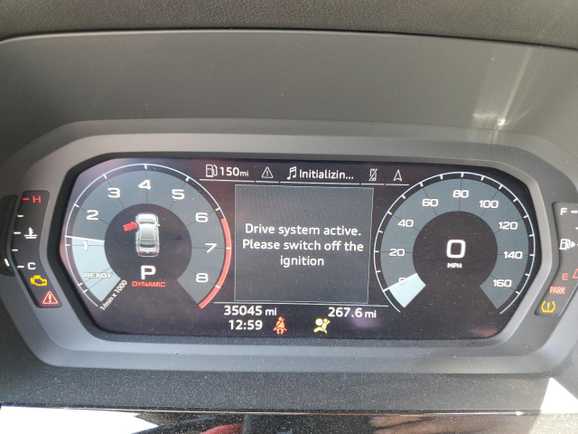 150mi
Initializin...
H
C
1
2
3
4
5
6
7
8
READY
1/min x 1000
P
DYNAMIC
Drive system active.
Please switch off the
ignition
80
100
60
120
40
140
20
160
0
MPH
F
E
PARK
35045 mi
267.6 mi
12:59